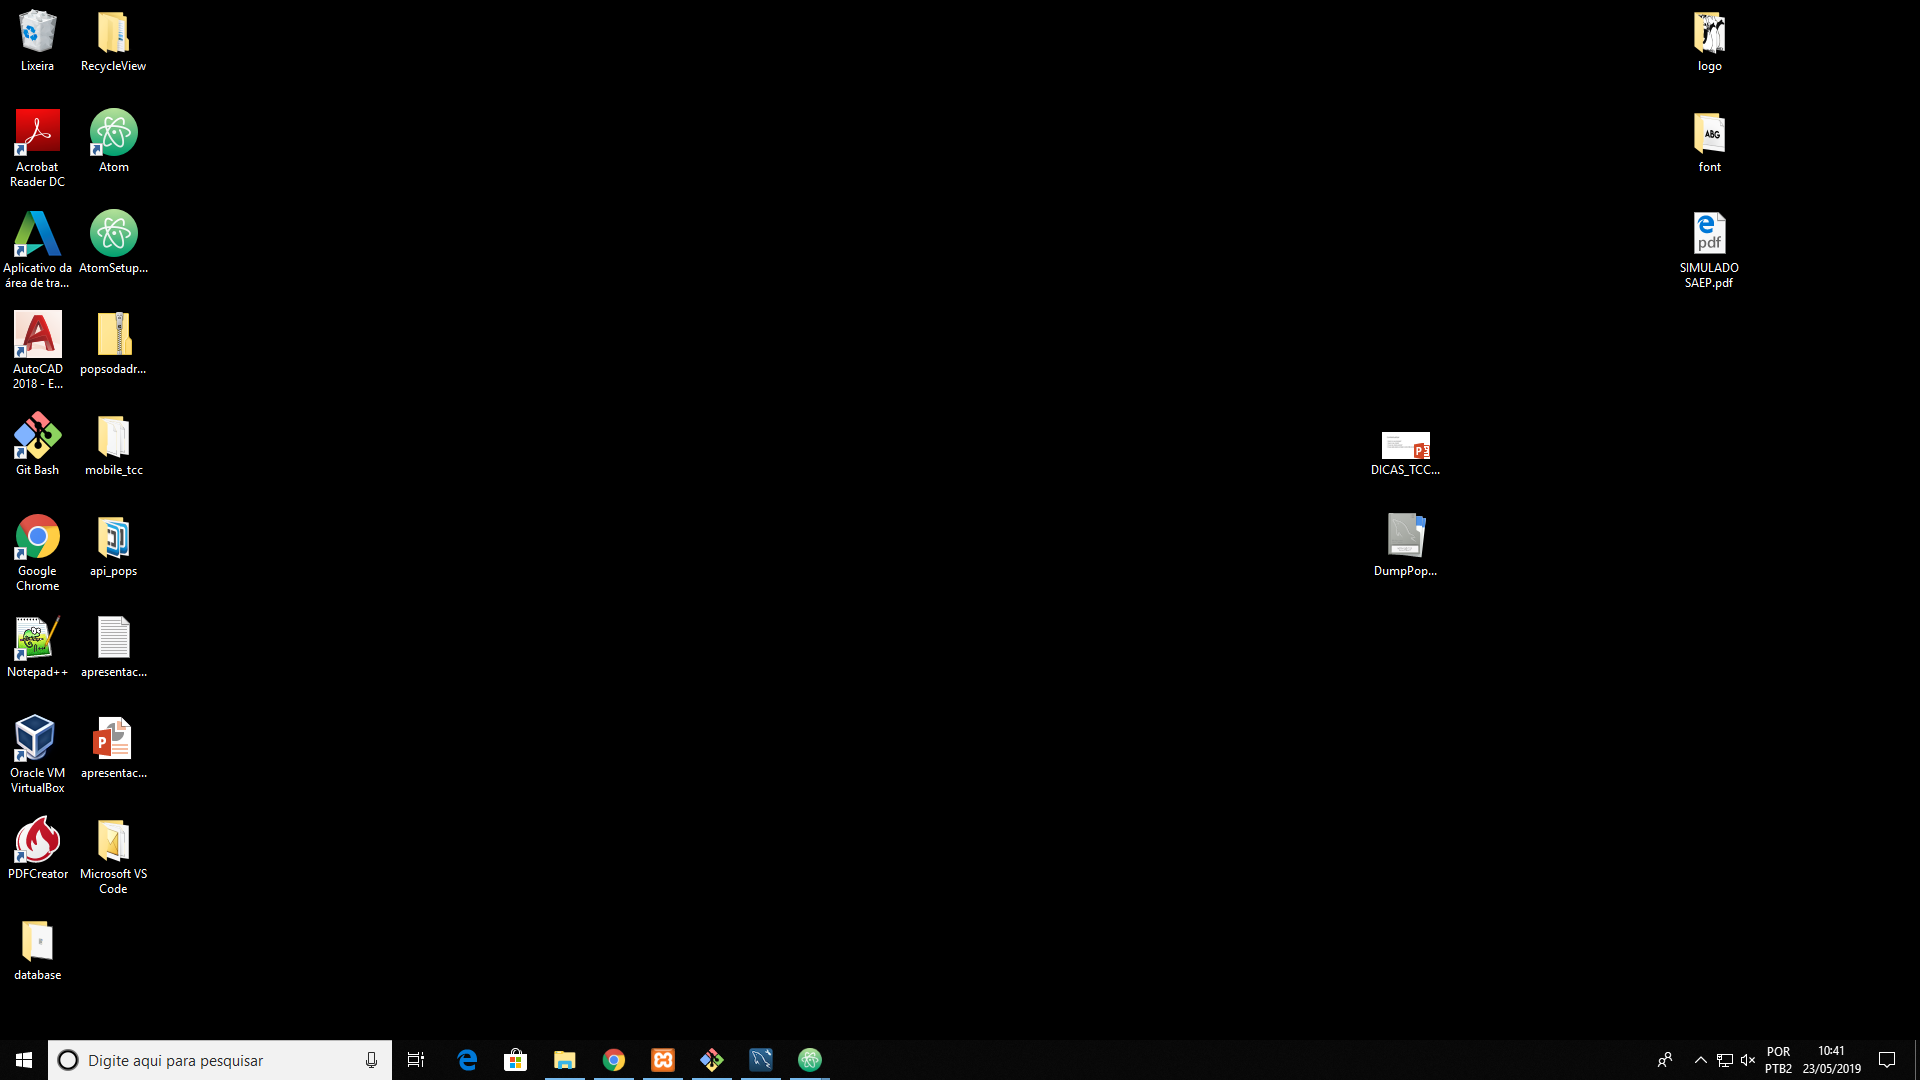 Lixeira
RecycleView
logo
Acrobat
Reader DC
Atom
font
ABG
Aplicativo da
área de tra...
AtomSetup...
pdf
SIMULADO
SAEP.pdf
AutoCAD
2018 - E...
popsodadr...
Git Bash
mobile_tcc
DICAS_TCC...
Google
Chrome
api_pops
DumpPop...
Notepad++
apresentac...
Oracle VM
VirtualBox
apresentac...
PDFCreator
Microsoft VS
Code
database
Digite aqui para pesquisar
POR
PTB2
10:41
23/05/2019